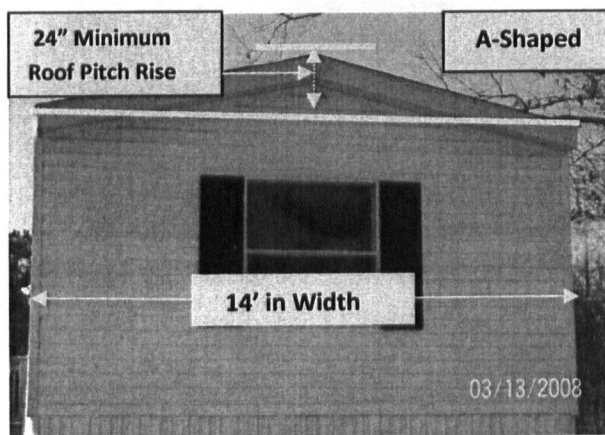 24" Minimum
Roof Pitch Rise
A-Shaped
14' in Width
03/13/2008